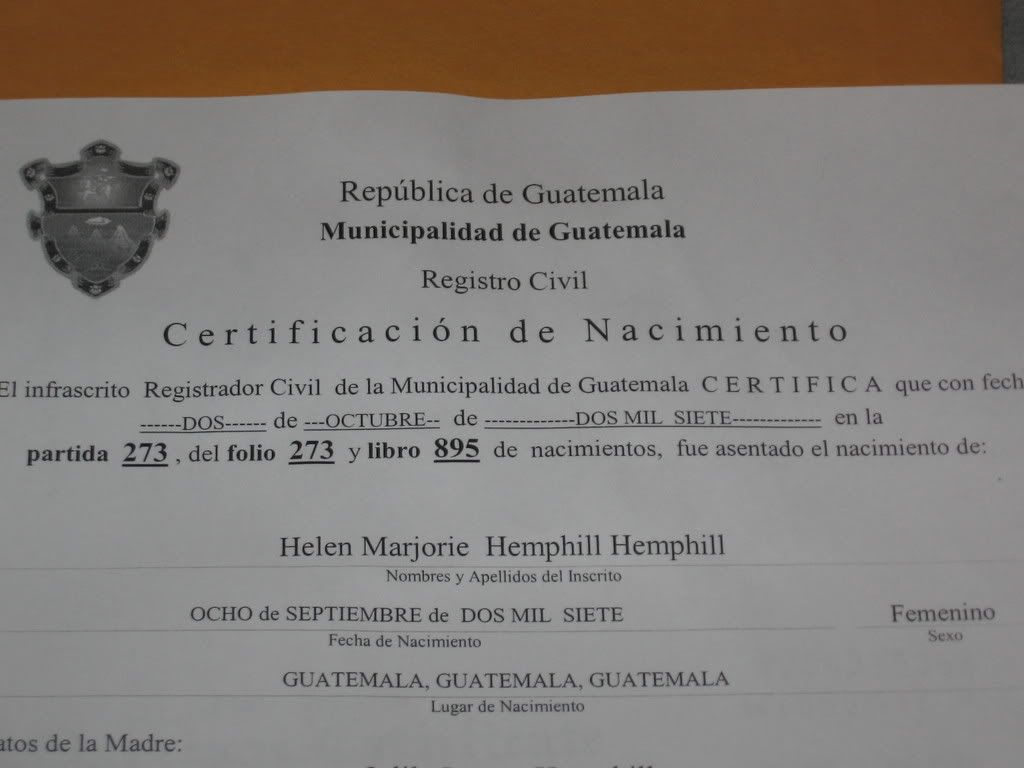 República de Guatemala
Municipalidad de Guatemala
Registro Civil
Certificación de Nacimiento
El infrascrito Registrador Civil de la Municipalidad de Guatemala CERTIFICA que con fech
------DOS------ de ---OCTUBRE-- de -------------DOS MIL SIETE------------- en la
partida 273, del folio 273 y libro 895 de nacimientos, fue asentado el nacimiento de:
Helen Marjorie Hemphill Hemphill
Nombres y Apellidos del Inscrito
OCHO de SEPTIEMBRE de DOS MIL SIETE
Femenino
Fecha de Nacimiento
Sexo
GUATEMALA, GUATEMALA, GUATEMALA
Lugar de Nacimiento
atos de la Madre: